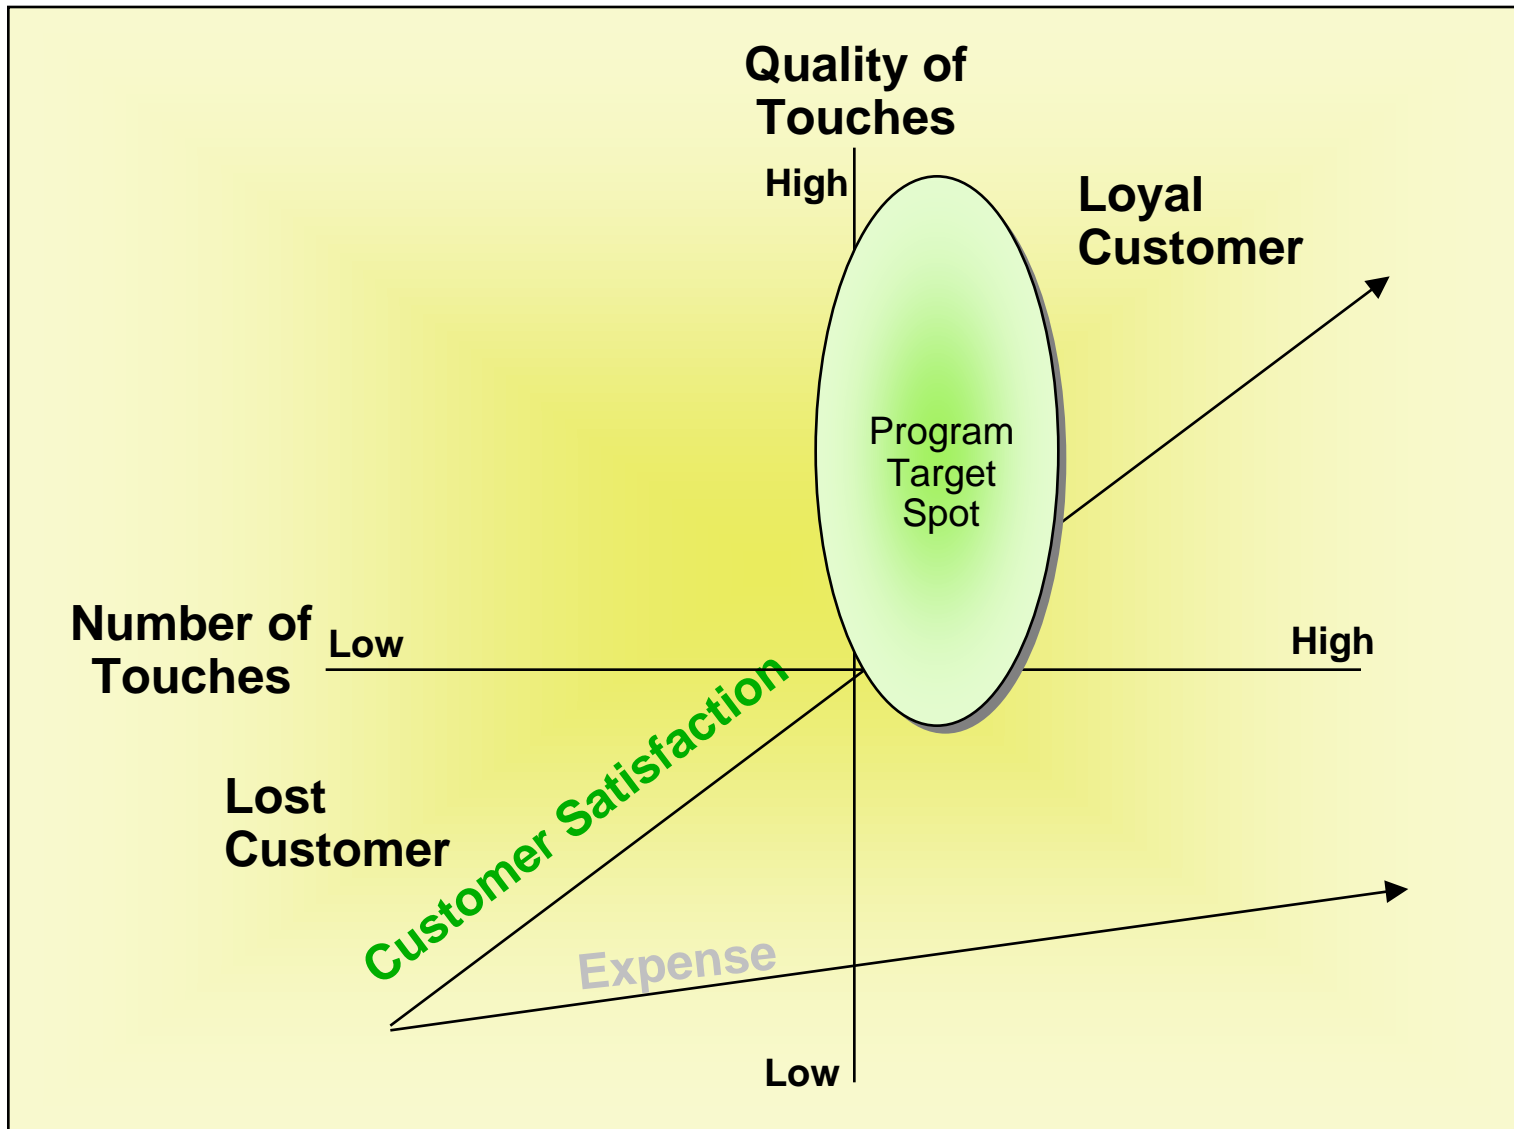 Quality of
Touches
High
Loyal
Customer
Program
Target
Spot
Number of
Touches
Low
High
Customer Satisfaction
Lost
Customer
Expense
Low